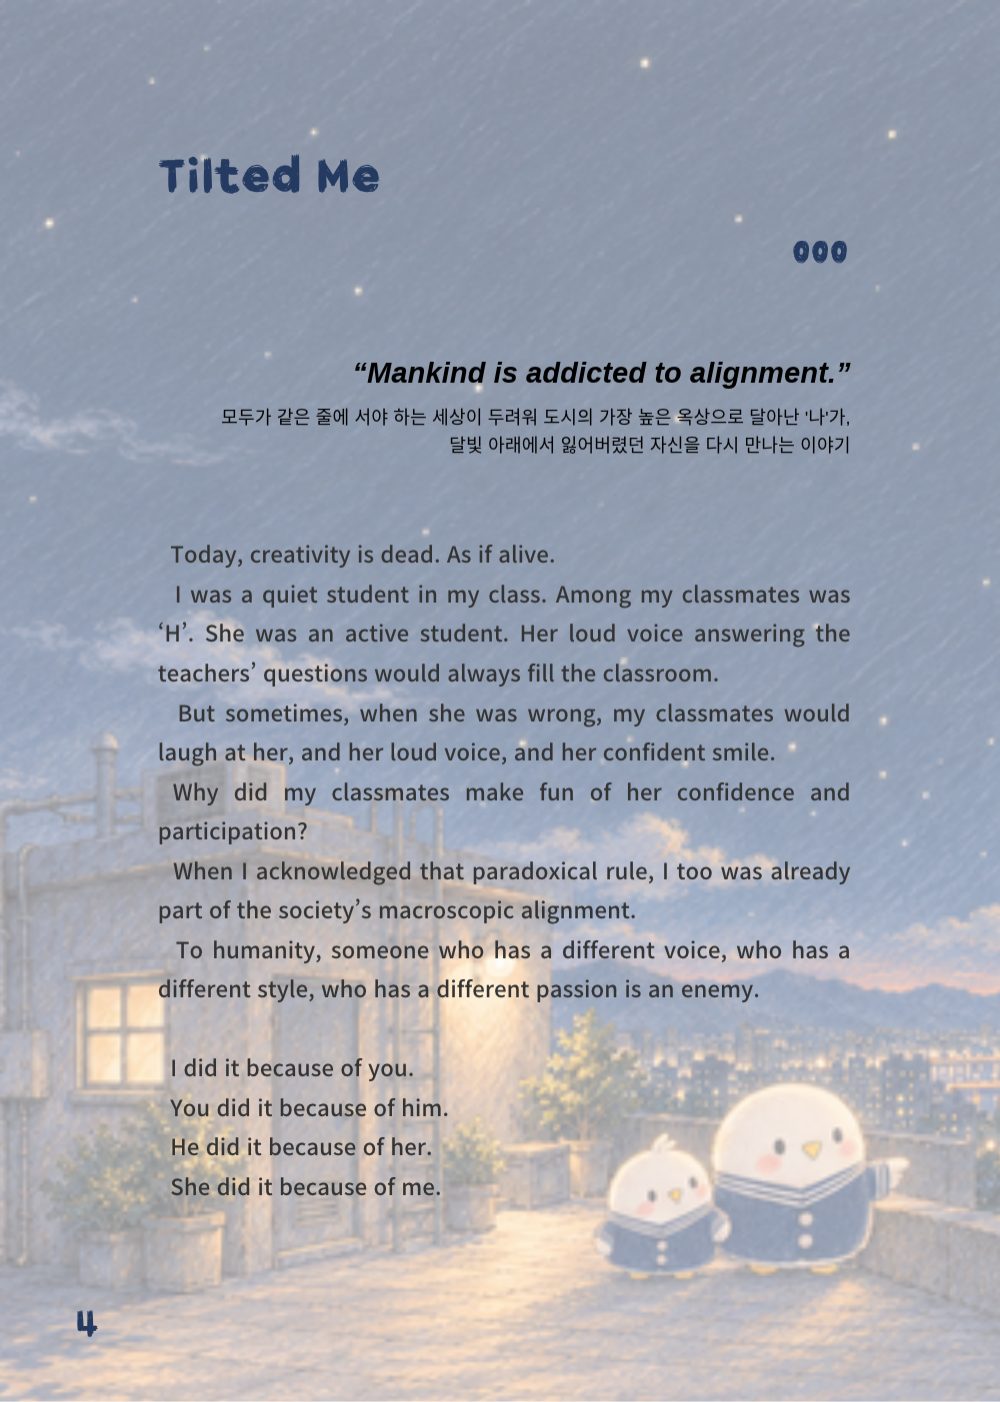 Tilted Me
000
“Mankind is addicted to alignment.”
모두가 같은 줄에 서야 하는 세상이 두려워 도시의 가장 높은 옥상으로 달아난 '나'가,
달빛 아래에서 잃어버렸던 자신을 다시 만나는 이야기
Today, creativity is dead. As if alive.
I was a quiet student in my class. Among my classmates was
‘H’. She was an active student. Her loud voice answering the
teachers’ questions would always fill the classroom.
But sometimes, when she was wrong, my classmates would
laugh at her, and her loud voice, and her confident smile.
Why did my classmates make fun of her confidence and
participation?
When I acknowledged that paradoxical rule, I too was already
part of the society’s macroscopic alignment.
To humanity, someone who has a different voice, who has a
different style, who has a different passion is an enemy.
I did it because of you.
You did it because of him.
He did it because of her.
She did it because of me.
4